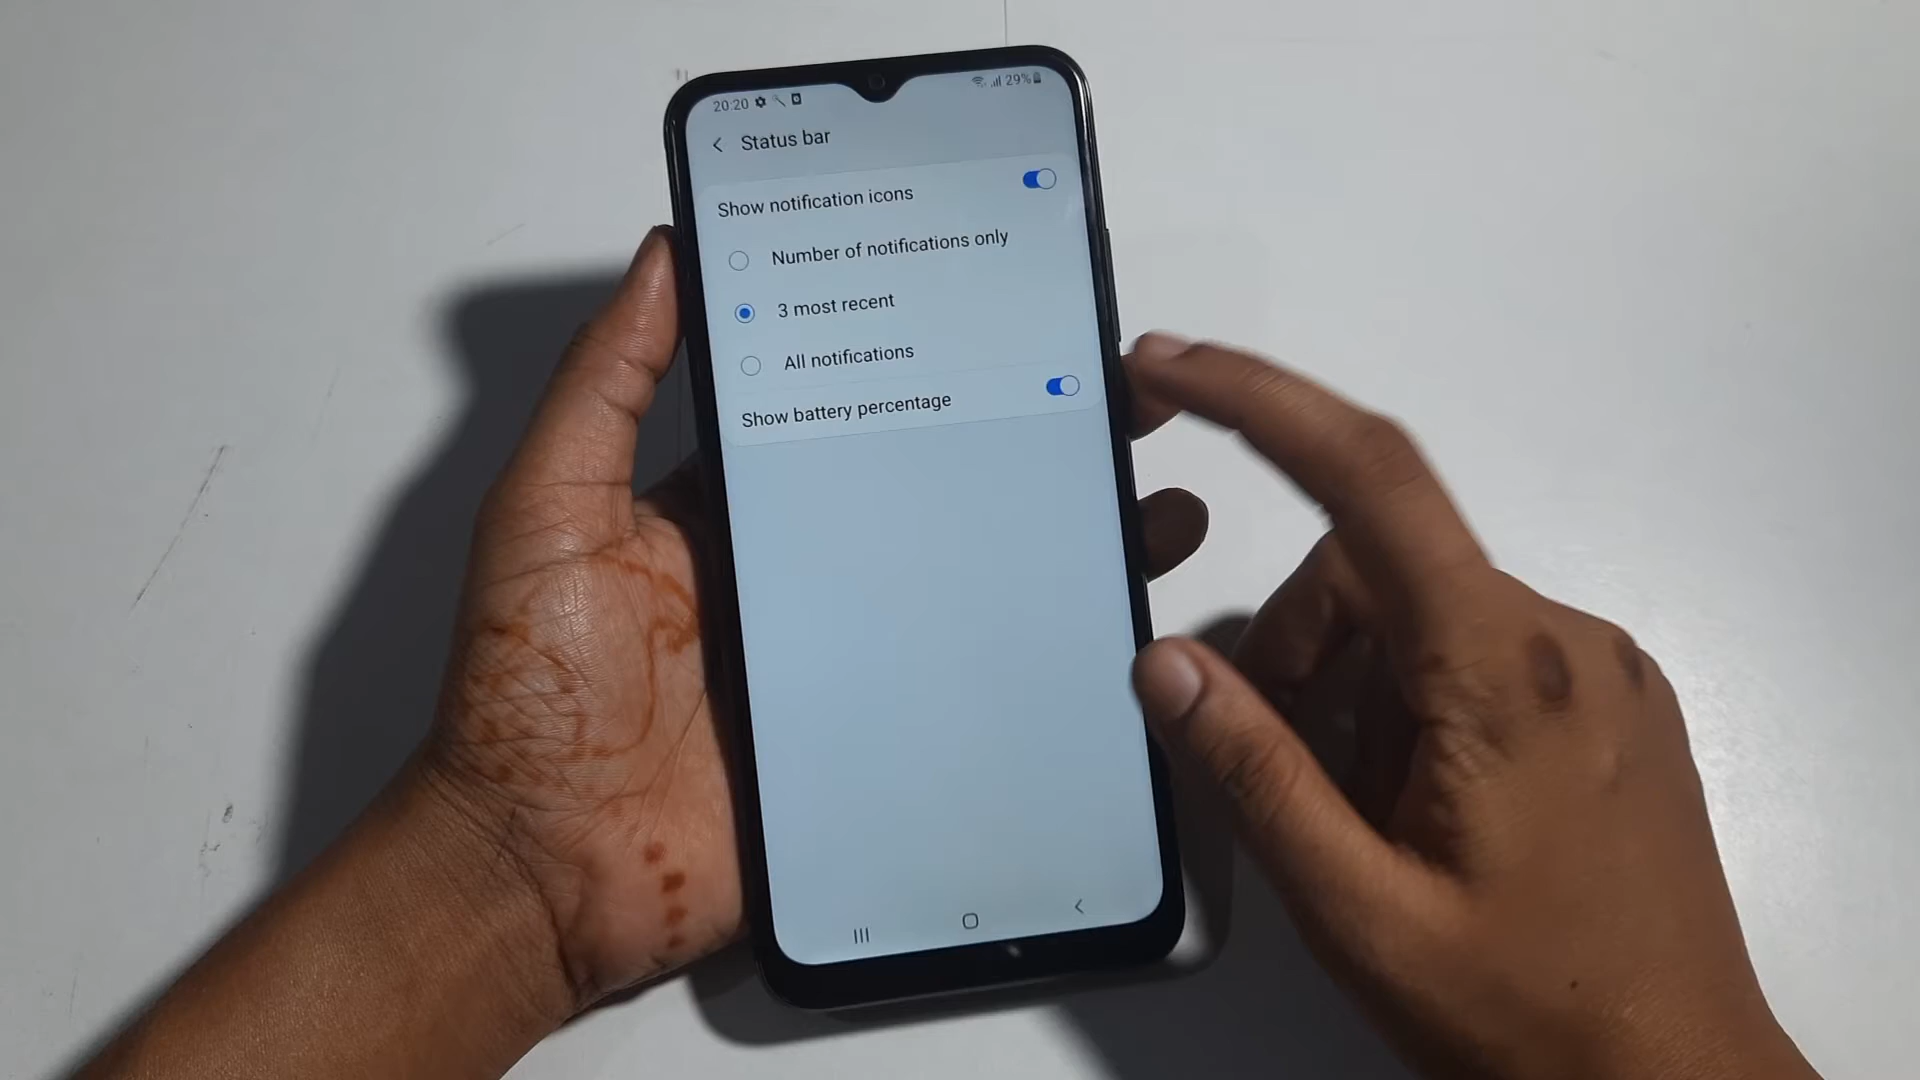 20:20
29%
Status bar
Show notification icons
Number of notifications only
3 most recent
All notifications
Show battery percentage